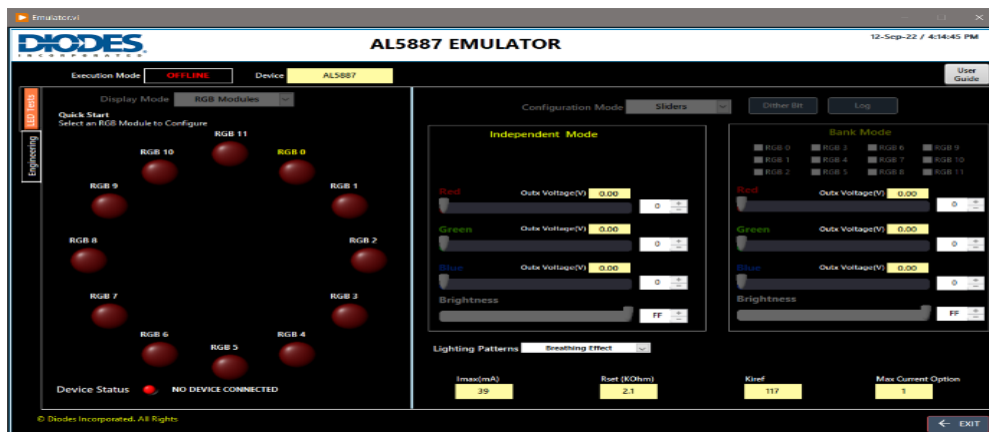 Emulator.vi
DIODES
INCORPORATED
AL5887 EMULATOR
12-Sep-22 / 4:14:45 PM
Execution Mode OFFLINE Device AL5887
User Guide
LED Tests
Engineering
Display Mode RGB Modules
Quick Start
Select an RGB Module to Configure
RGB 11
RGB 10 RGB 0
RGB 9 RGB 1
RGB 8 RGB 2
RGB 7 RGB 3
RGB 6 RGB 4
RGB 5
Device Status NO DEVICE CONNECTED
Configuration Mode Sliders Dither Bit Log
Independent Mode
Red Outx Voltage(V) 0.00
0
Green Outx Voltage(V) 0.00
0
Blue Outx Voltage(V) 0.00
0
Brightness
FF
Bank Mode
RGB 0 RGB 3 RGB 6 RGB 9
RGB 1 RGB 4 RGB 7 RGB 10
RGB 2 RGB 5 RGB 8 RGB 11
Red Outx Voltage(V) 0.00
0
Green Outx Voltage(V) 0.00
0
Blue Outx Voltage(V) 0.00
0
Brightness
FF
Lighting Patterns Breathing Effect
Imax(mA) Rset (KOhm) Kiref Max Current Option
39 2.1 117 1
© Diodes Incorporated. All Rights
EXIT